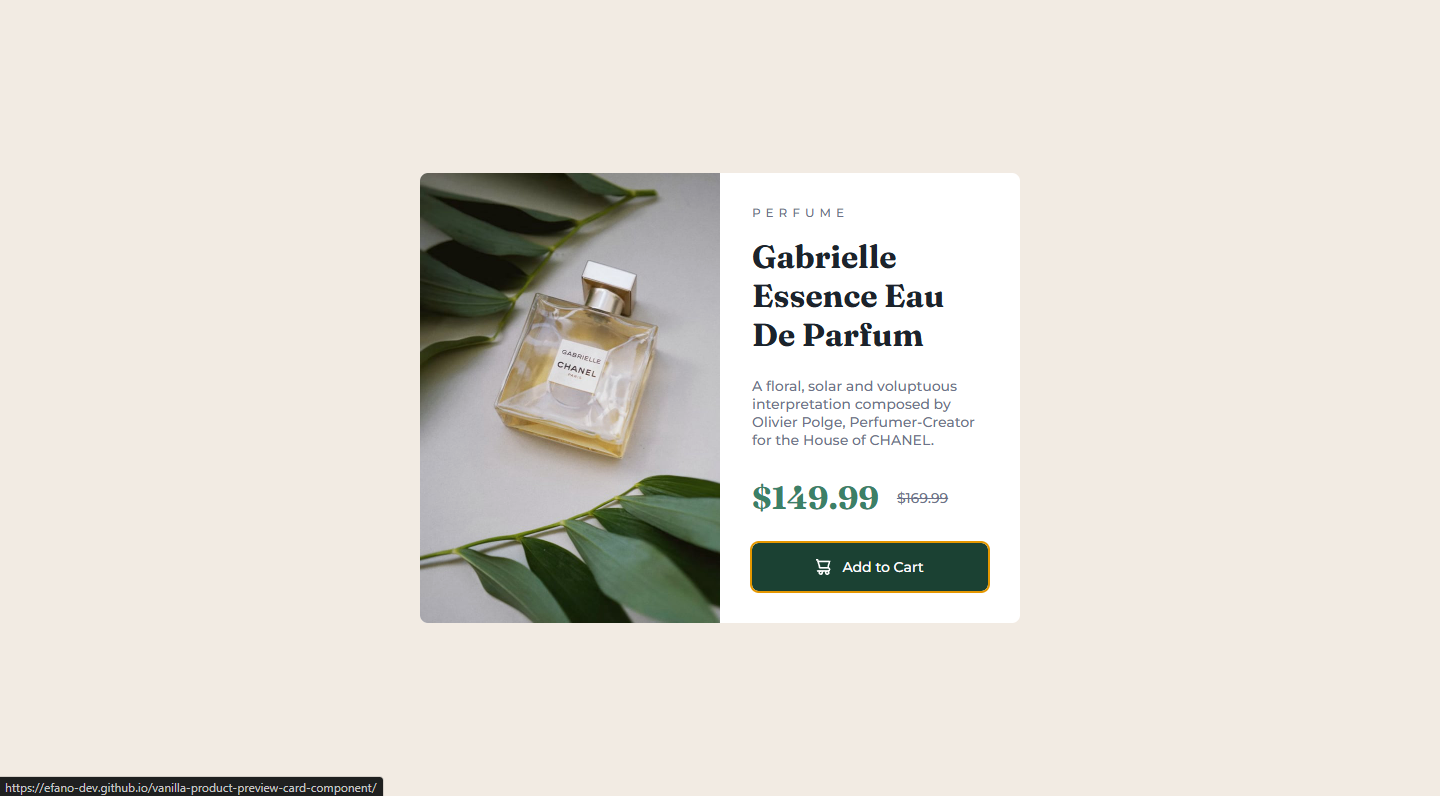 PERFUME
Gabrielle
Essence Eau
De Parfum
GABRIELLE
CHANEL
PARIS
A floral, solar and voluptuous
interpretation composed by
Olivier Polge, Perfumer-Creator
for the House of CHANEL.
$149.99 $169.99
Add to Cart
https://efano-dev.github.io/vanilla-product-preview-card-component/